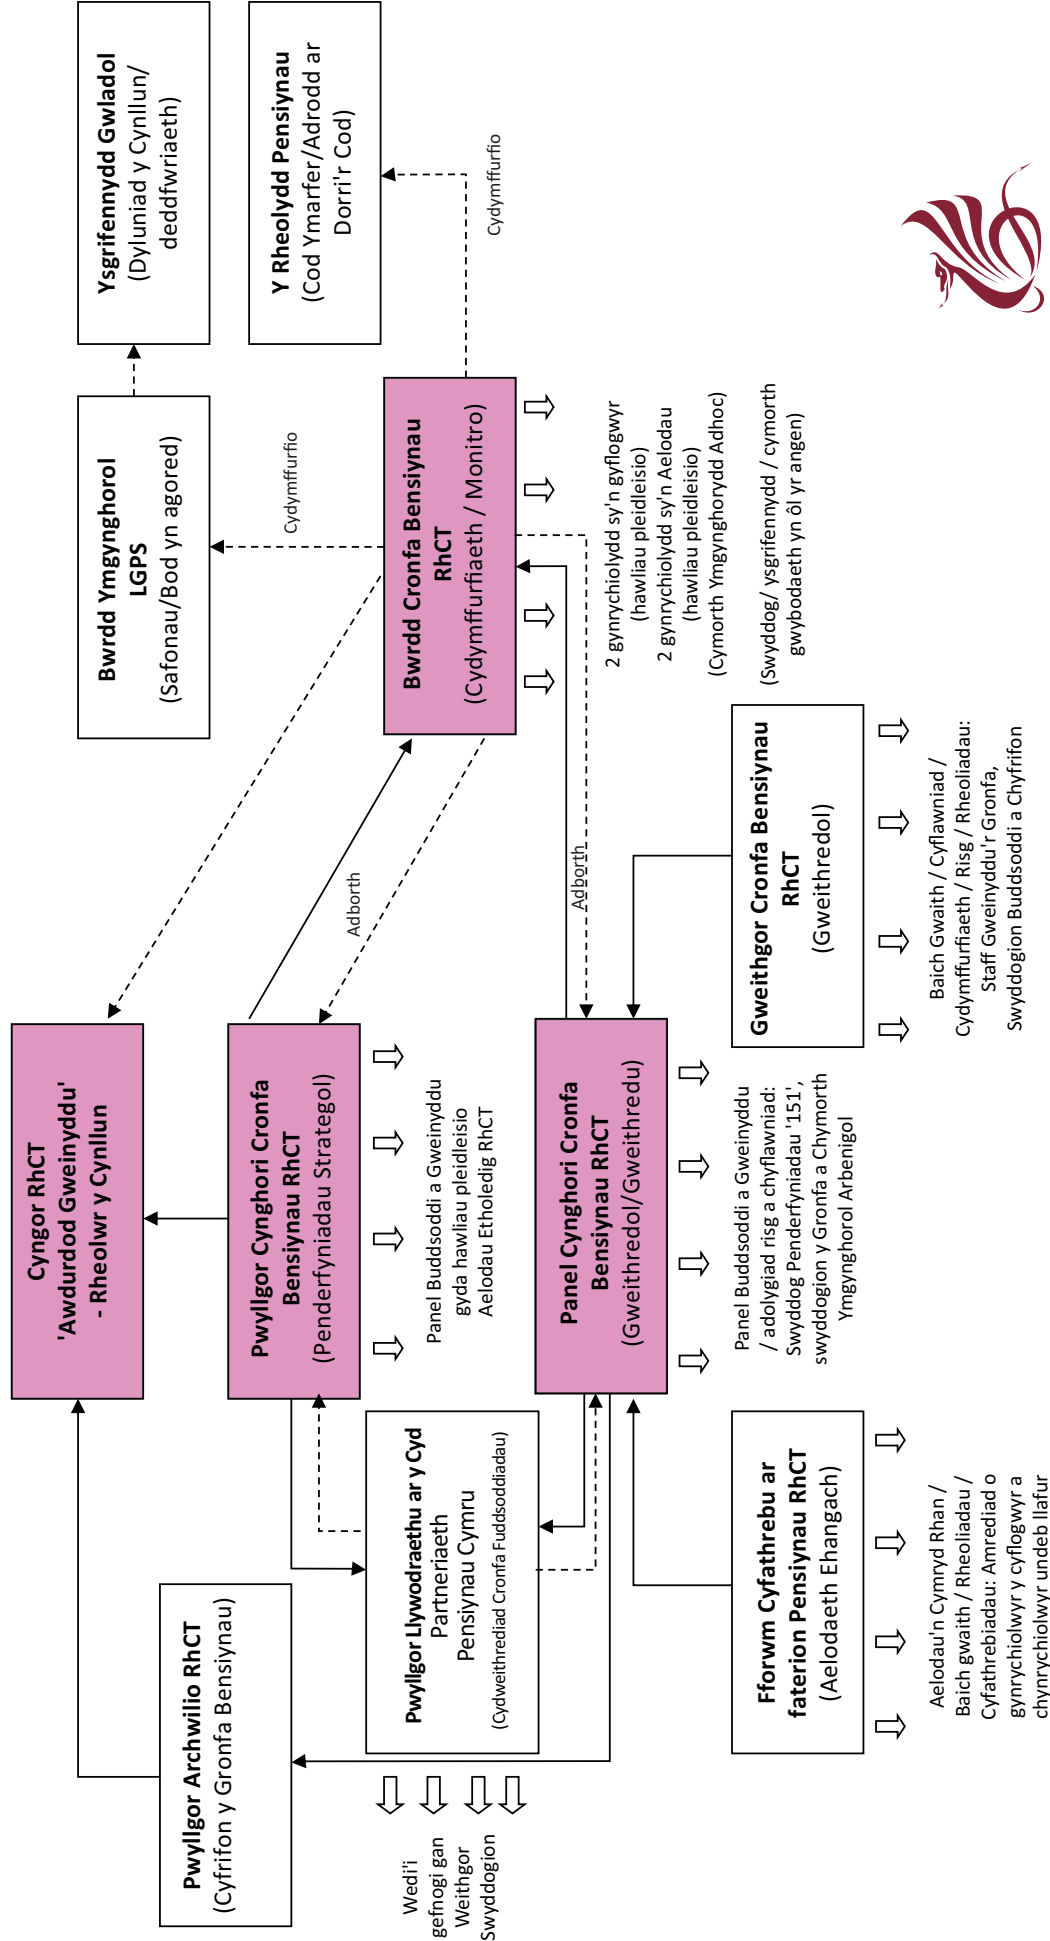 Cyngor RhCT
'Awdurdod Gweinyddu'
- Rheolwr y Cynllun
Pwyllgor Archwilio RhCT
(Cyfrifon y Gronfa Bensiynau)
Pwyllgor Cynghori Cronfa
Bensiynau RhCT
(Penderfyniadau Strategol)
Panel Buddsoddi a Gweinyddu
gyda hawliau pleidleisio
Aelodau Etholedig RhCT
Bwrdd Ymgynghorol
LGPS
(Safonau/Bod yn agored)
Ysgrifennydd Gwladol
(Dyluniad y Cynllun/
deddfwriaeth)
Y Rheolydd Pensiynau
(Cod Ymarfer/Adrodd ar
Dorri'r Cod)
Cydymffurfio
Cydymffurfio
Adborth
Adborth
Pwyllgor Llywodraethu ar y Cyd
Partneriaeth
Pensiynau Cymru
(Cydweithrediad Cronfa Fuddsoddiadau)
Wedi'i
gefnogi gan
Weithgor
Swyddogion
Bwrdd Cronfa Bensiynau
RhCT
(Cydymffurfiaeth / Monitro)
2 gynrychiolydd sy'n gyflogwyr
(hawliau pleidleisio)
2 gynrychiolydd sy'n Aelodau
(hawliau pleidleisio)
(Cymorth Ymgynghorydd Adhoc)
(Swyddog/ ysgrifennydd / cymorth
gwybodaeth yn ôl yr angen)
Panel Cynghori Cronfa
Bensiynau RhCT
(Gweithredol/Gweithredu)
Panel Buddsoddi a Gweinyddu
/ adolygiad risg a chyflawniad:
Swyddog Penderfyniadau '151',
swyddogion y Gronfa a Chymorth
Ymgynghorol Arbenigol
Fforwm Cyfathrebu ar
faterion Pensiynau RhCT
(Aelodaeth Ehangach)
Aelodau'n Cymryd Rhan /
Baich gwaith / Rheoliadau /
Cyfathrebiadau: Amrediad o
gynrychiolwyr y cyflogwyr a
chynrychiolwyr undeb llafur
Gweithgor Cronfa Bensiynau
RhCT
(Gweithredol)
Baich Gwaith / Cyflawniad /
Cydymffurfiaeth / Risg / Rheoliadau:
Staff Gweinyddu'r Gronfa,
Swyddogion Buddsoddi a Chyfrifon